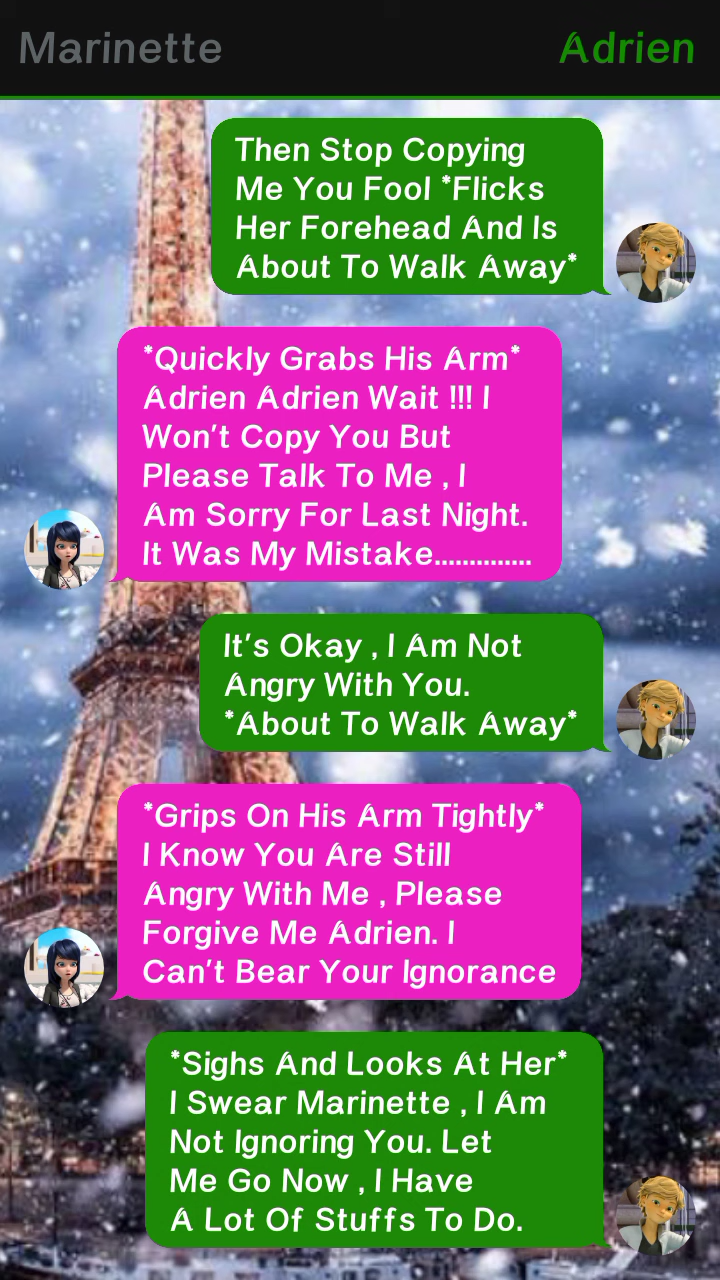 Marinette
Adrien
Then Stop Copying
Me You Fool *Flicks
Her Forehead And Is
About To Walk Away*
*Quickly Grabs His Arm*
Adrien Adrien Wait !!! I
Won't Copy You But
Please Talk To Me , I
Am Sorry For Last Night.
It Was My Mistake..............
It's Okay , I Am Not
Angry With You.
*About To Walk Away*
*Grips On His Arm Tightly*
I Know You Are Still
Angry With Me , Please
Forgive Me Adrien. I
Can't Bear Your Ignorance
*Sighs And Looks At Her*
I Swear Marinette , I Am
Not Ignoring You. Let
Me Go Now , I Have
A Lot Of Stuffs To Do.